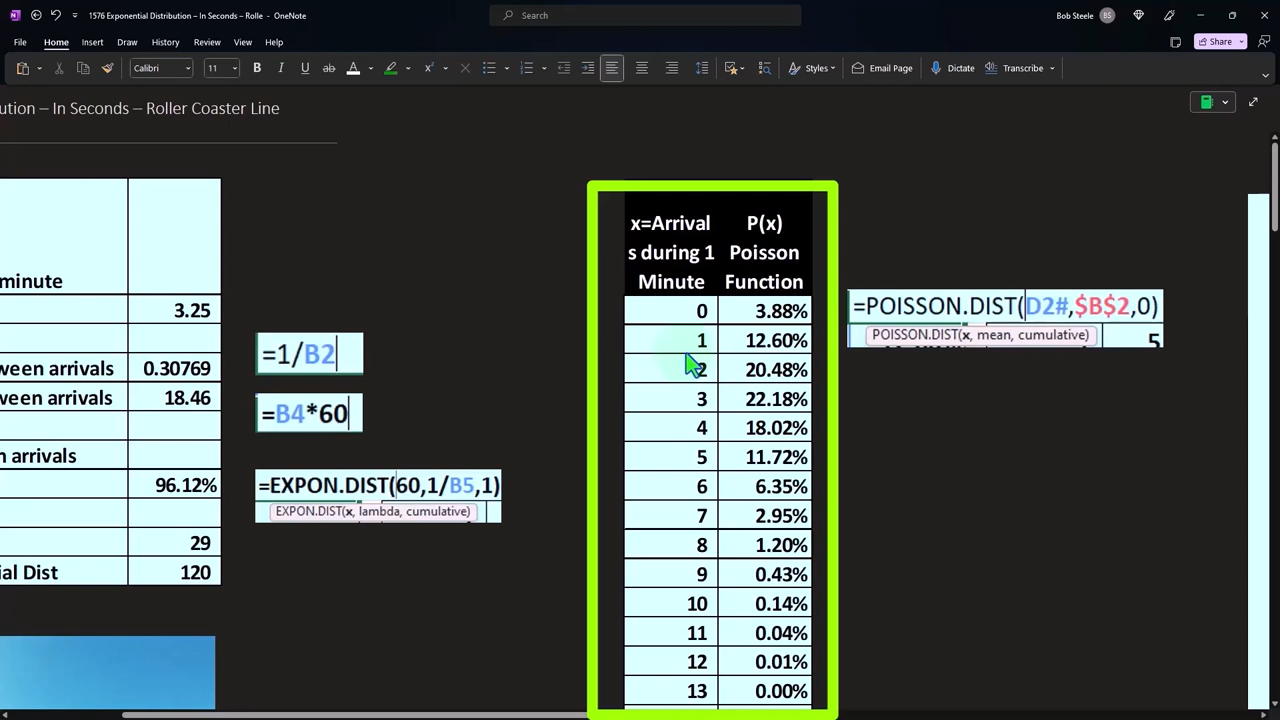 1576 Exponential Distribution – In Seconds – Rolle - OneNote
Search
Bob Steele
BS
File
Home
Insert
Draw
History
Review
View
Help
Share
Calibri
11
B
I
U
ab
A
Styles
Email Page
Dictate
Transcribe
ution – In Seconds – Roller Coaster Line
minute
3.25
ween arrivals
0.30769
ween arrivals
18.46
n arrivals
96.12%
29
ial Dist
120
=1/B2
=B4*60
=EXPON.DIST(60,1/B5,1)
EXPON.DIST(x, lambda, cumulative)
x=Arrival
s during 1
Minute
P(x)
Poisson
Function
0 3.88%
1 12.60%
2 20.48%
3 22.18%
4 18.02%
5 11.72%
6 6.35%
7 2.95%
8 1.20%
9 0.43%
10 0.14%
11 0.04%
12 0.01%
13 0.00%
=POISSON.DIST(D2#,$B$2,0)
POISSON.DIST(x, mean, cumulative)
5